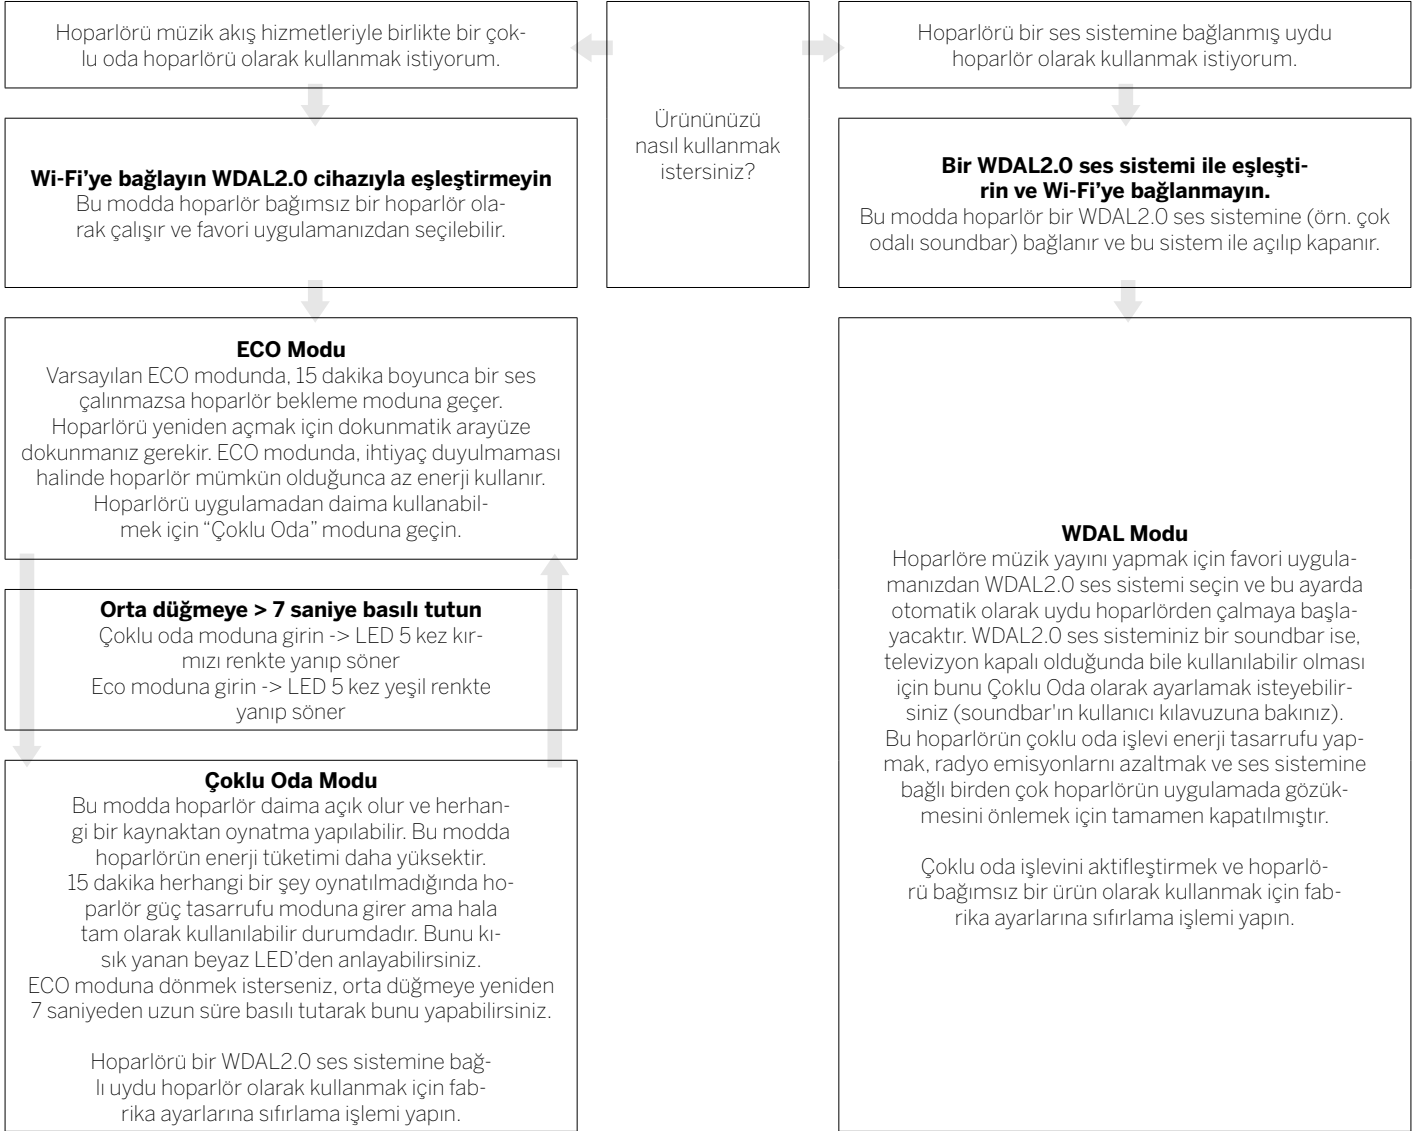 Hoparlörü müzik akış hizmetleriyle birlikte bir çok-
lu oda hoparlörü olarak kullanmak istiyorum.
Wi-Fi’ye bağlayın WDAL2.0 cihazıyla eşleştirmeyin
Bu modda hoparlör bağımsız bir hoparlör ola-
rak çalışır ve favori uygulamanızdan seçilebilir.
ECO Modu
Varsayılan ECO modunda, 15 dakika boyunca bir ses
çalınmazsa hoparlör bekleme moduna geçer.
Hoparlörü yeniden açmak için dokunmatik arayüze
dokunmanız gerekir. ECO modunda, ihtiyaç duyulmaması
halinde hoparlör mümkün olduğunca az enerji kullanır.
Hoparlörü uygulamadan daima kullanabil-
mek için “Çoklu Oda” moduna geçin.
Orta düğmeye > 7 saniye basılı tutun
Çoklu oda moduna girin -> LED 5 kez kır-
mızı renkte yanıp söner
Eco moduna girin -> LED 5 kez yeşil renkte
yanıp söner
Çoklu Oda Modu
Bu modda hoparlör daima açık olur ve herhan-
gi bir kaynaktan oynatma yapılabilir. Bu modda
hoparlörün enerji tüketimi daha yüksektir.
15 dakika herhangi bir şey oynatılmadığında ho-
parlör güç tasarrufu moduna girer ama hala
tam olarak kullanılabilir durumdadır. Bunu kı-
sık yanan beyaz LED’den anlayabilirsiniz.
ECO moduna dönmek isterseniz, orta düğmeye yeniden
7 saniyeden uzun süre basılı tutarak bunu yapabilirsiniz.
Hoparlörü bir WDAL2.0 ses sistemine bağ-
lı uydu hoparlör olarak kullanmak için fab-
rika ayarlarına sıfırlama işlemi yapın.
Ürününüzü
nasıl kullanmak
istersiniz?
Hoparlörü bir ses sistemine bağlanmış uydu
hoparlör olarak kullanmak istiyorum.
Bir WDAL2.0 ses sistemi ile eşleşti-
rin ve Wi-Fi’ye bağlanmayın.
Bu modda hoparlör bir WDAL2.0 ses sistemine (örn. çok
odalı soundbar) bağlanır ve bu sistem ile açılıp kapanır.
WDAL Modu
Hoparlöre müzik yayını yapmak için favori uygula-
manızdan WDAL2.0 ses sistemi seçin ve bu ayarda
otomatik olarak uydu hoparlörden çalmaya başla-
yacaktır. WDAL2.0 ses sisteminiz bir soundbar ise,
televizyon kapalı olduğunda bile kullanılabilir olması
için bunu Çoklu Oda olarak ayarlamak isteyebilir-
siniz (soundbar'ın kullanıcı kılavuzuna bakınız).
Bu hoparlörün çoklu oda işlevi enerji tasarrufu yap-
mak, radyo emisyonlarnı azaltmak ve ses sistemine
bağlı birden çok hoparlörün uygulamada gözük-
mesini önlemek için tamamen kapatılmıştır.
Çoklu oda işlevini aktifleştirmek ve hoparlö-
rü bağımsız bir ürün olarak kullanmak için fab-
rika ayarlarına sıfırlama işlemi yapın.